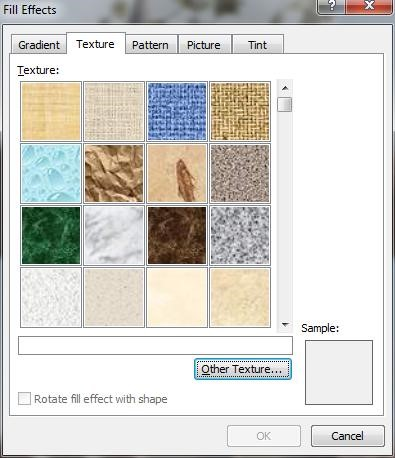 Fill Effects
Gradient Texture Pattern Picture Tint
Texture:
Sample:
Other Texture...
Rotate fill effect with shape
OK Cancel